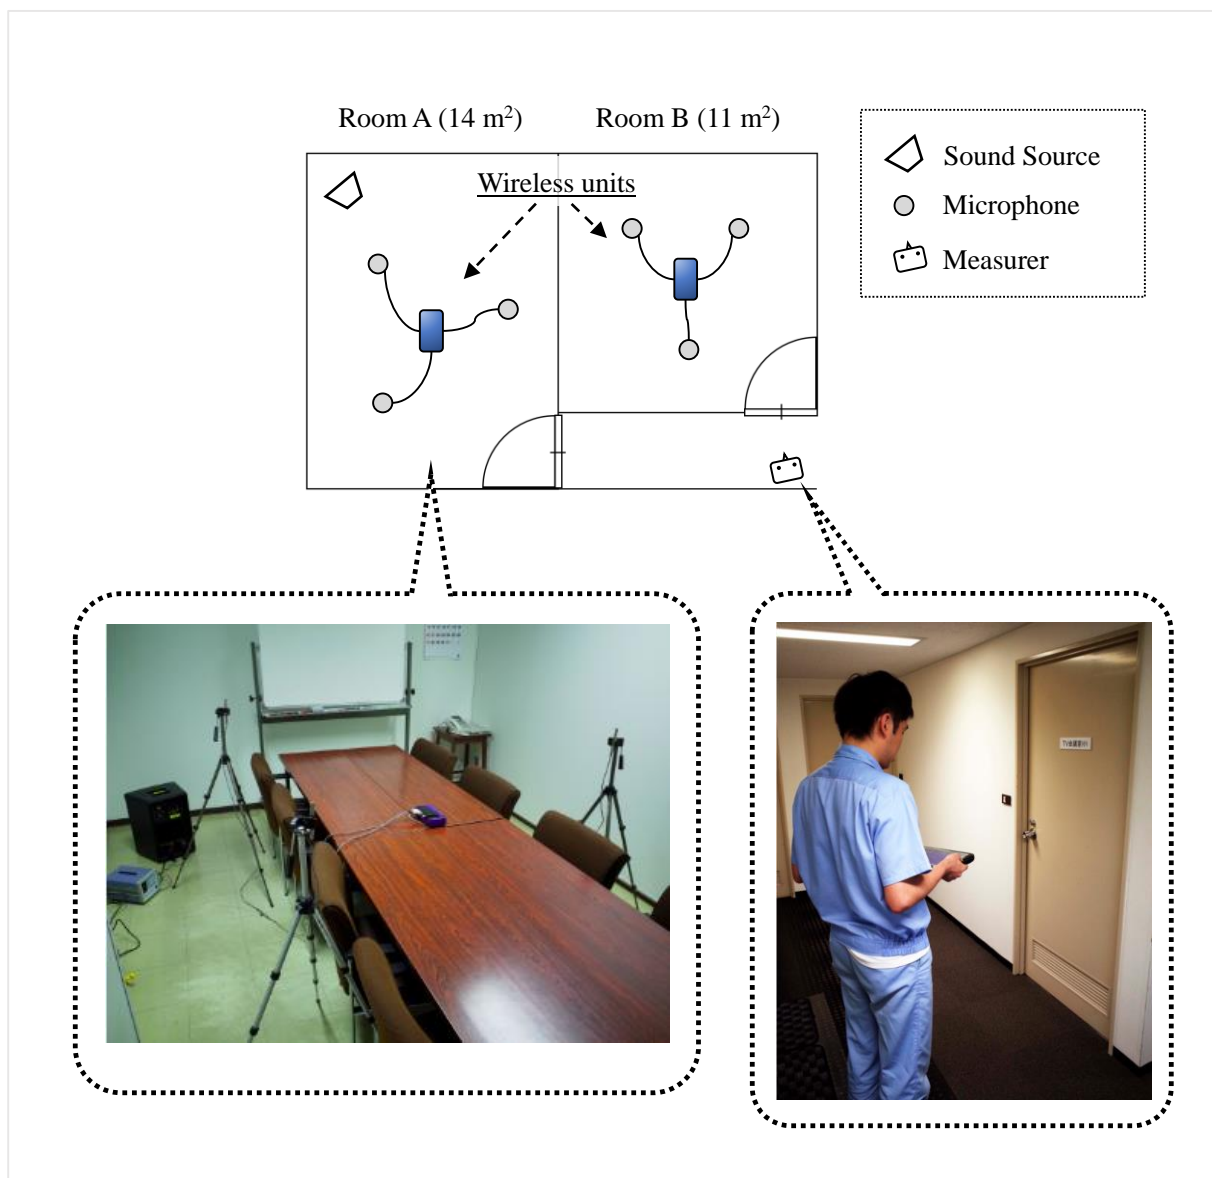 Room A (14 m²)
Room B (11 m²)
Wireless units
Sound Source
Microphone
Measurer